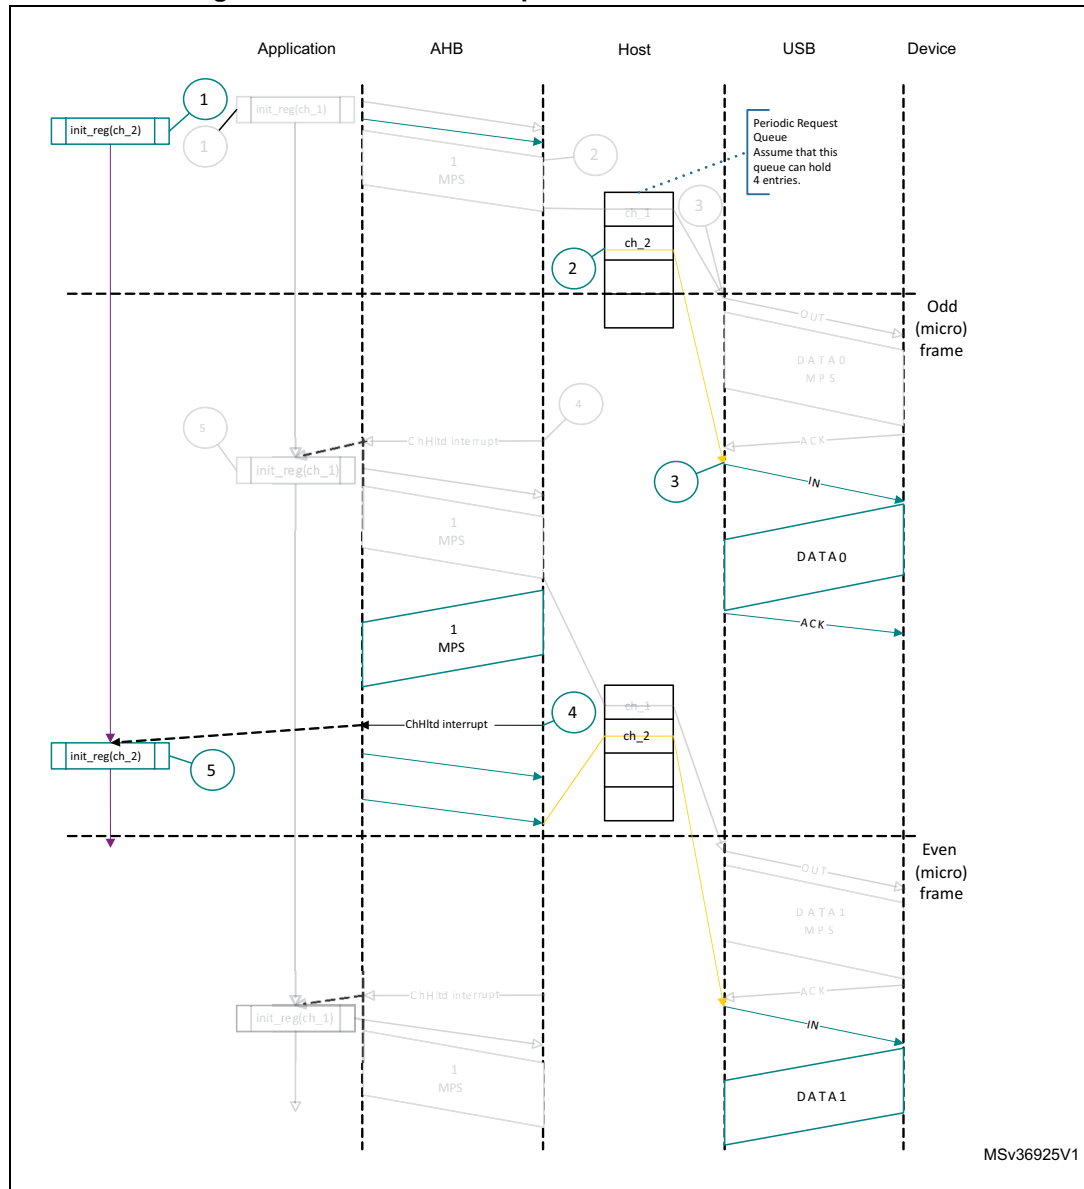 Application AHB Host USB Device
1
init_reg(ch_1)
init_reg(ch_2)
1
Periodic Request
Queue
Assume that this
queue can hold
4 entries.
1
MPS
2
3
ch_1
ch_2
2
Odd
(micro)
frame
OUT
DATA0
MPS
4
5
ChHltd interrupt
ACK
init_reg(ch_1)
3
IN
1
MPS
DATA0
ACK
1
MPS
ch_1
4
ChHltd interrupt
ch_2
init_reg(ch_2)
5
Even
(micro)
frame
OUT
DATA1
MPS
ACK
ChHltd interrupt
init_reg(ch_1)
IN
1
MPS
DATA1
MSv36925V1